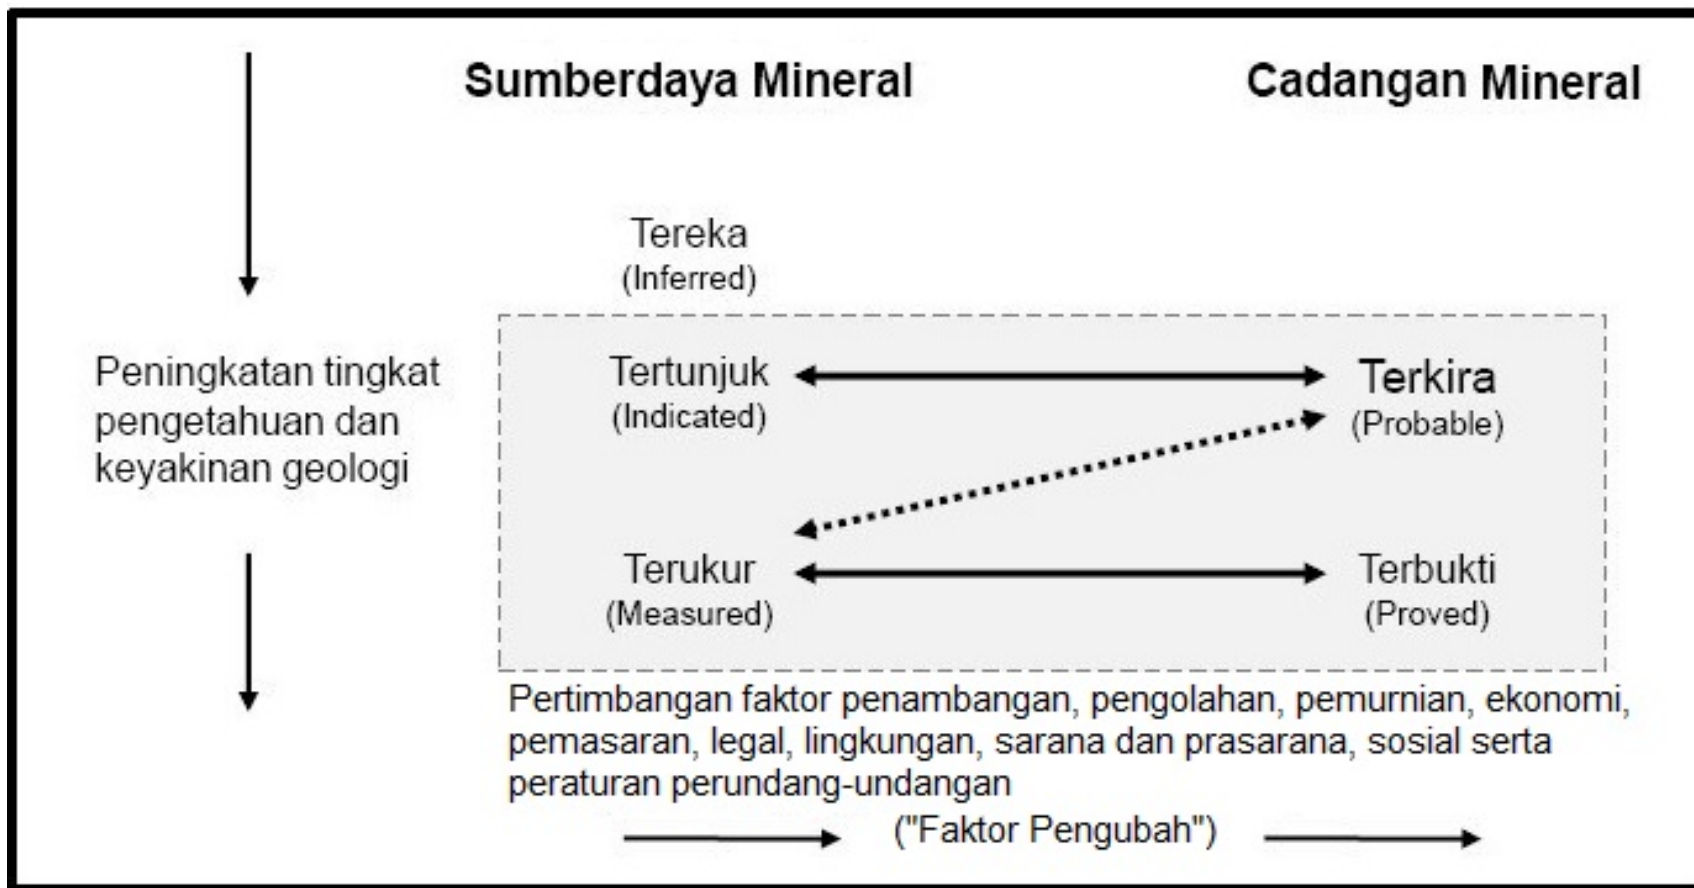 Sumberdaya Mineral
Cadangan Mineral
Tereka
(Inferred)
Peningkatan tingkat
pengetahuan dan
keyakinan geologi
Tertunjuk
(Indicated)
Terkira
(Probable)
Terukur
(Measured)
Terbukti
(Proved)
Pertimbangan faktor penambangan, pengolahan, pemurnian, ekonomi,
pemasaran, legal, lingkungan, sarana dan prasarana, sosial serta
peraturan perundang-undangan
("Faktor Pengubah")